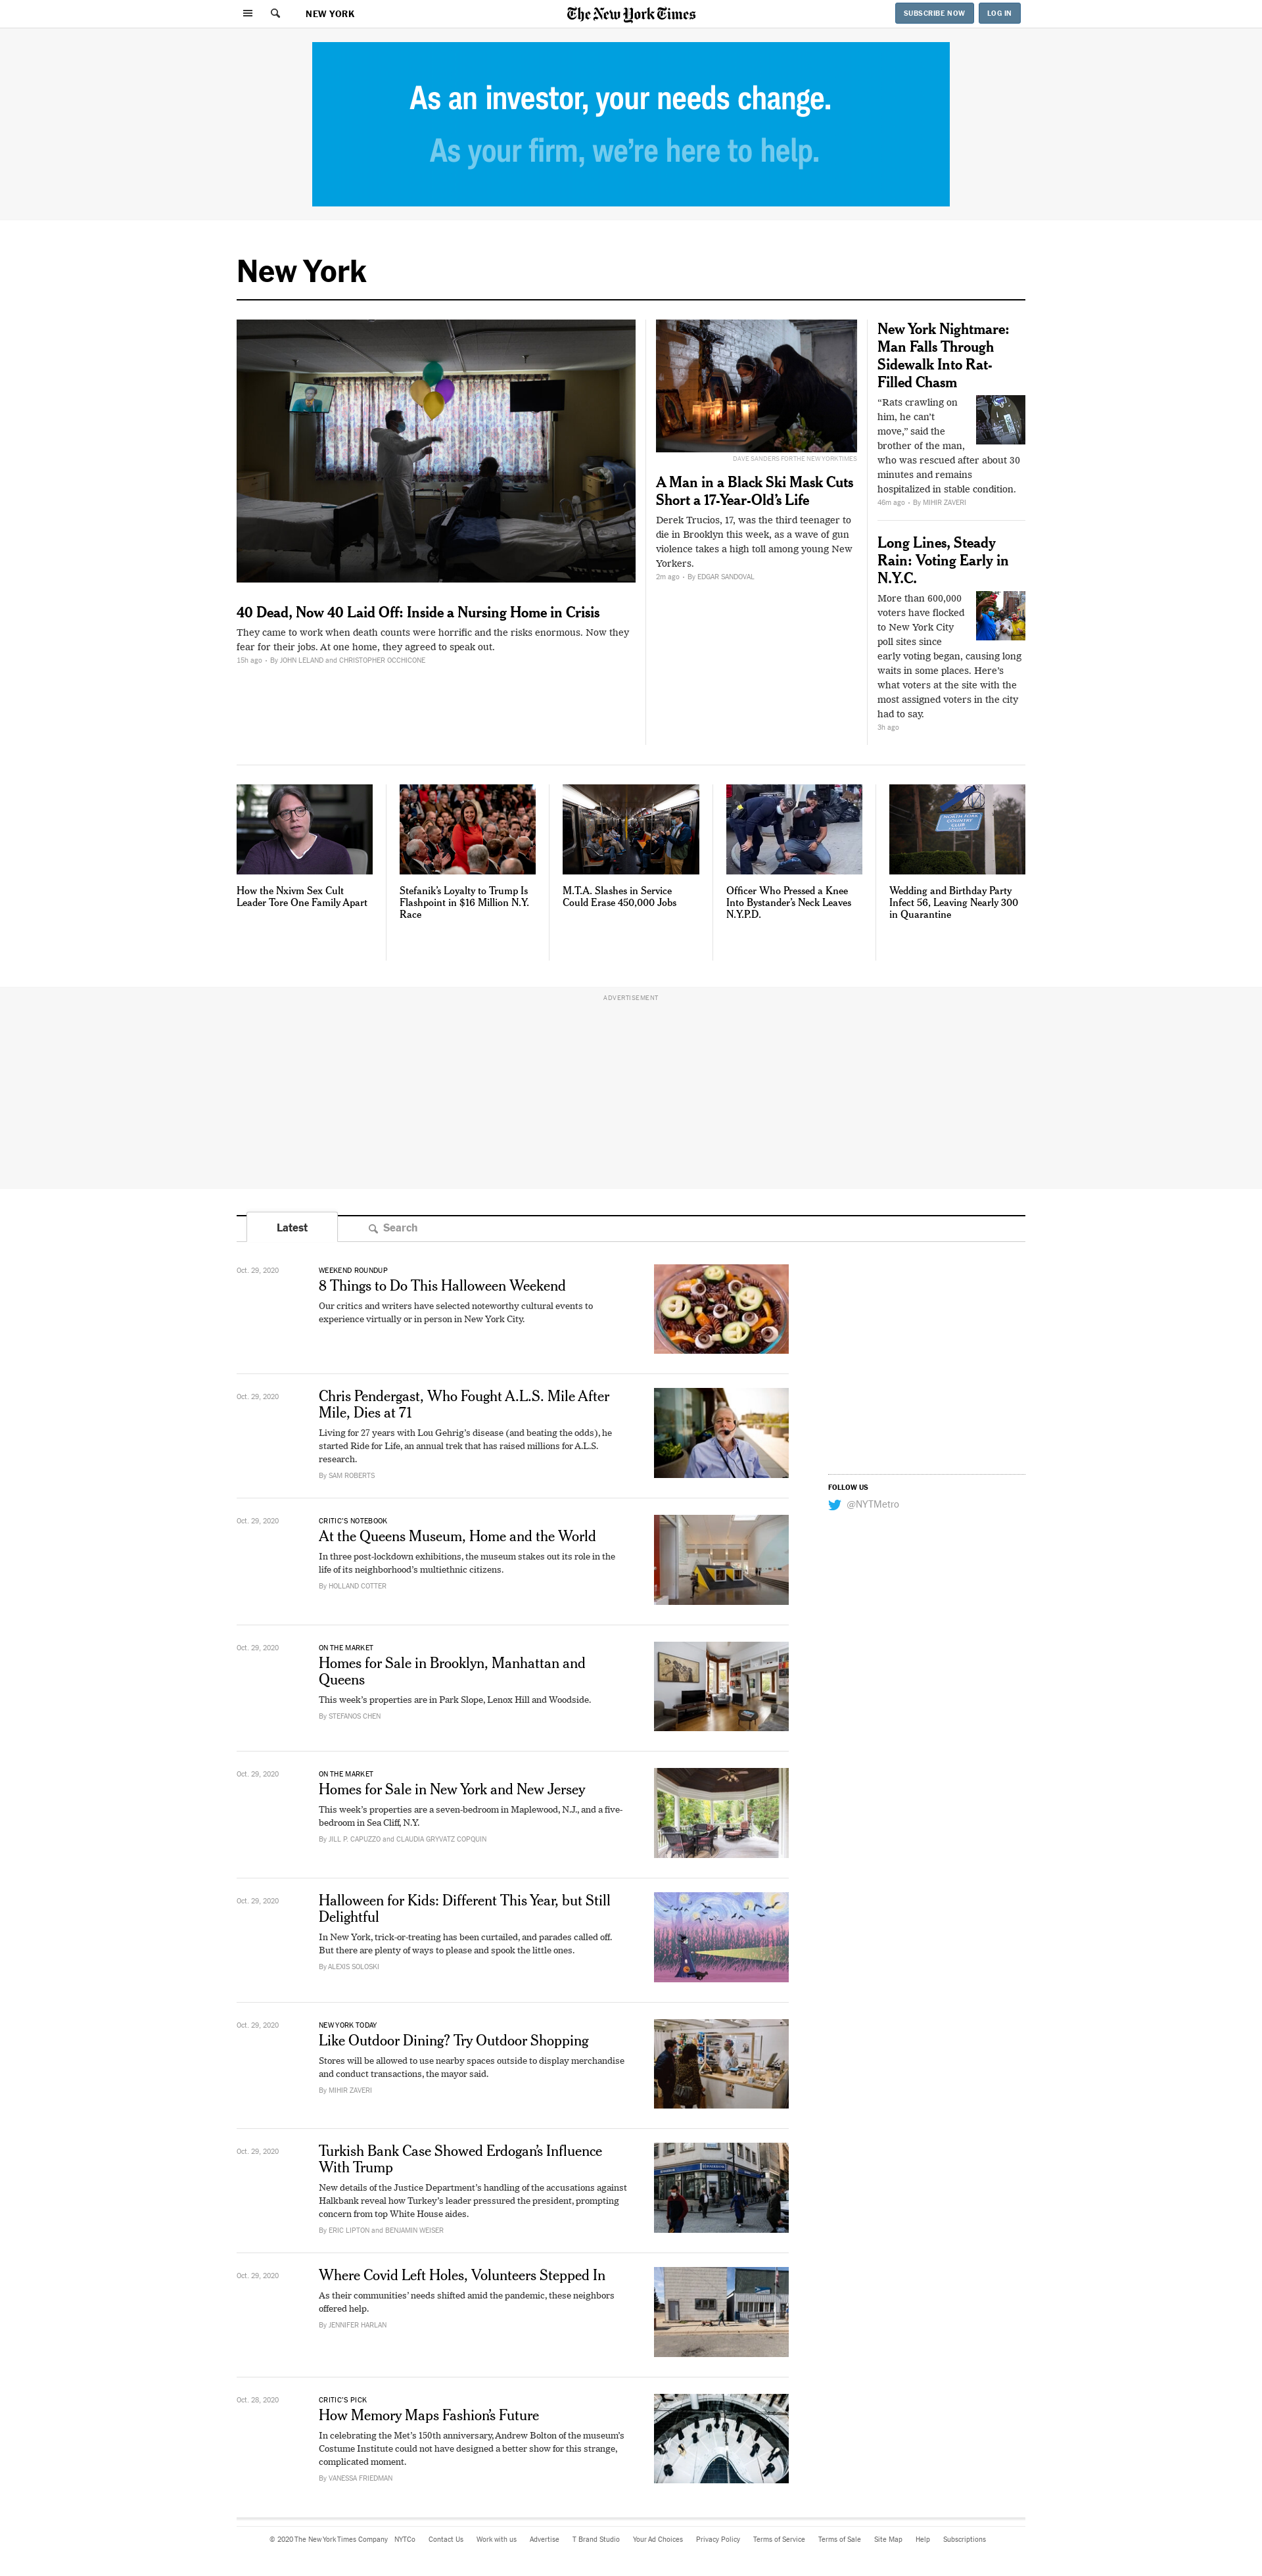 NEW YORK
The New York Times
SUBSCRIBE NOW
LOG IN
As an investor, your needs change.
As your firm, we're here to help.
New York
40 Dead, Now 40 Laid Off: Inside a Nursing Home in Crisis
They came to work when death counts were horrific and the risks enormous. Now they
fear for their jobs. At one home, they agreed to speak out.
15h ago · By JOHN LELAND and CHRISTOPHER OCCHICONE
DAVE SANDERS FOR THE NEW YORK TIMES
A Man in a Black Ski Mask Cuts
Short a 17-Year-Old’s Life
Derek Trucios, 17, was the third teenager to
die in Brooklyn this week, as a wave of gun
violence takes a high toll among young New
Yorkers.
2m ago · By EDGAR SANDOVAL
New York Nightmare:
Man Falls Through
Sidewalk Into Rat-
Filled Chasm
“Rats crawling on
him, he can’t
move,” said the
brother of the man,
who was rescued after about 30
minutes and remains
hospitalized in stable condition.
46m ago · By MIHIR ZAVERI
Long Lines, Steady
Rain: Voting Early in
N.Y.C.
More than 600,000
voters have flocked
to New York City
poll sites since
early voting began, causing long
waits in some places. Here’s
what voters at the site with the
most assigned voters in the city
had to say.
3h ago
How the Nxivm Sex Cult
Leader Tore One Family Apart
Stefanik’s Loyalty to Trump Is
Flashpoint in $16 Million N.Y.
Race
M.T.A. Slashes in Service
Could Erase 450,000 Jobs
Officer Who Pressed a Knee
Into Bystander’s Neck Leaves
N.Y.P.D.
NORTH FORK
COUNTRY
CLUB
Wedding and Birthday Party
Infect 56, Leaving Nearly 300
in Quarantine
ADVERTISEMENT
Latest
Search
Oct. 29, 2020
WEEKEND ROUNDUP
8 Things to Do This Halloween Weekend
Our critics and writers have selected noteworthy cultural events to
experience virtually or in person in New York City.
Oct. 29, 2020
Chris Pendergast, Who Fought A.L.S. Mile After
Mile, Dies at 71
Living for 27 years with Lou Gehrig’s disease (and beating the odds), he
started Ride for Life, an annual trek that has raised millions for A.L.S.
research.
By SAM ROBERTS
FOLLOW US
@NYTMetro
Oct. 29, 2020
CRITIC’S NOTEBOOK
At the Queens Museum, Home and the World
In three post-lockdown exhibitions, the museum stakes out its role in the
life of its neighborhood’s multiethnic citizens.
By HOLLAND COTTER
Oct. 29, 2020
ON THE MARKET
Homes for Sale in Brooklyn, Manhattan and
Queens
This week’s properties are in Park Slope, Lenox Hill and Woodside.
By STEFANOS CHEN
Oct. 29, 2020
ON THE MARKET
Homes for Sale in New York and New Jersey
This week’s properties are a seven-bedroom in Maplewood, N.J., and a five-
bedroom in Sea Cliff, N.Y.
By JILL P. CAPUZZO and CLAUDIA GRYVATZ COPQUIN
Oct. 29, 2020
Halloween for Kids: Different This Year, but Still
Delightful
In New York, trick-or-treating has been curtailed, and parades called off.
But there are plenty of ways to please and spook the little ones.
By ALEXIS SOLOSKI
Oct. 29, 2020
NEW YORK TODAY
Like Outdoor Dining? Try Outdoor Shopping
Stores will be allowed to use nearby spaces outside to display merchandise
and conduct transactions, the mayor said.
By MIHIR ZAVERI
Oct. 29, 2020
Turkish Bank Case Showed Erdogan’s Influence
With Trump
New details of the Justice Department’s handling of the accusations against
Halkbank reveal how Turkey’s leader pressured the president, prompting
concern from top White House aides.
By ERIC LIPTON and BENJAMIN WEISER
Oct. 29, 2020
Where Covid Left Holes, Volunteers Stepped In
As their communities’ needs shifted amid the pandemic, these neighbors
offered help.
By JENNIFER HARLAN
Oct. 28, 2020
CRITIC’S PICK
How Memory Maps Fashion’s Future
In celebrating the Met’s 150th anniversary, Andrew Bolton of the museum’s
Costume Institute could not have designed a better show for this strange,
complicated moment.
By VANESSA FRIEDMAN
© 2020 The New York Times Company NYTCo Contact Us Work with us Advertise T Brand Studio Your Ad Choices Privacy Policy Terms of Service Terms of Sale Site Map Help Subscriptions